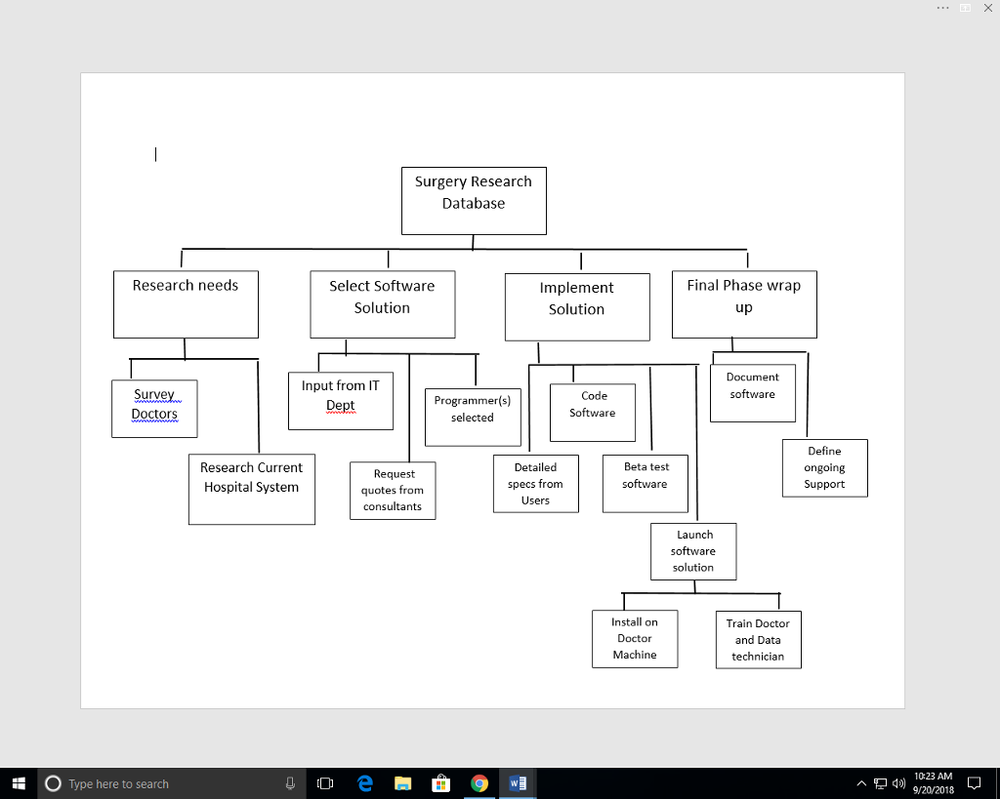 Surgery Research
Database
Research needs
Select Software
Solution
Implement
Solution
Final Phase wrap
up
Survey
Doctors
Research Current
Hospital System
Input from IT
Dept
Request
quotes from
consultants
Programmer(s)
selected
Detailed
specs from
Users
Code
Software
Beta test
software
Launch
software
solution
Install on
Doctor
Machine
Train Doctor
and Data
technician
Document
software
Define
ongoing
Support
Type here to search
10:23 AM
9/20/2018